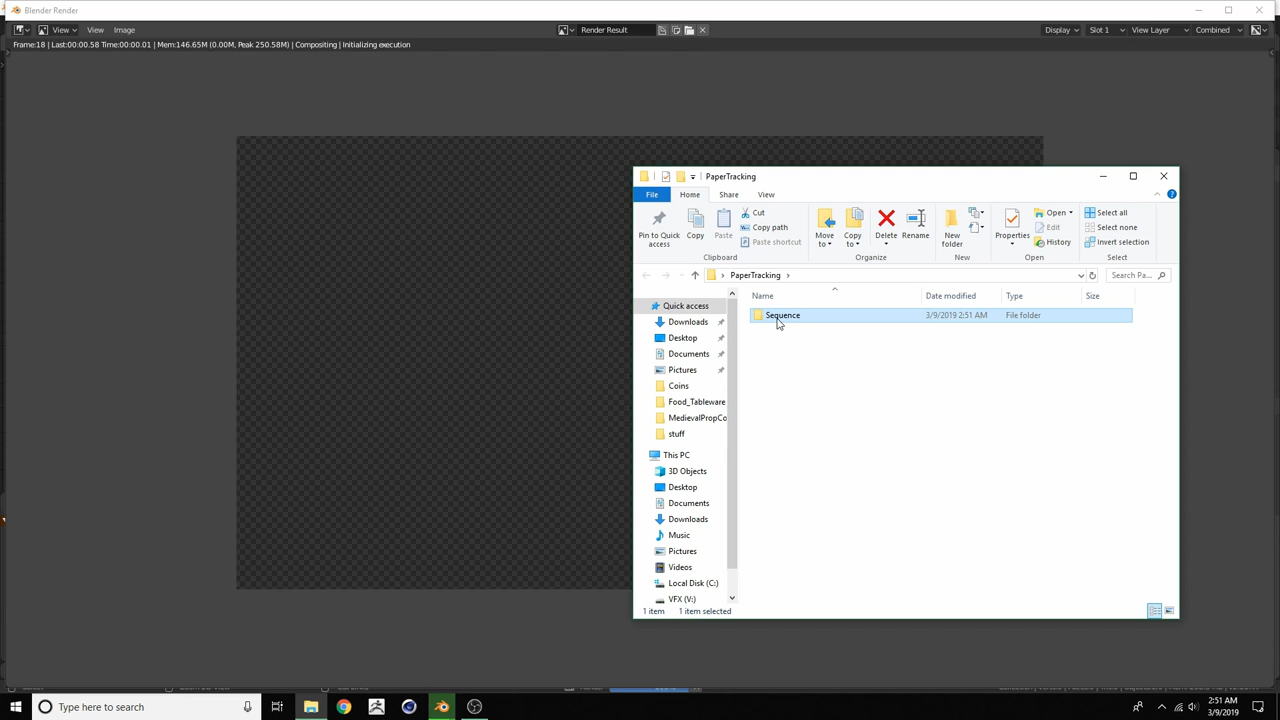 Blender Render
View
View
Image
Render Result
Display
Slot 1
View Layer
Combined
Frame:18 | Last:00:00.58 Time:00:00.01 | Mem:146.65M (0.00M, Peak 250.58M) | Compositing | Initializing execution
PaperTracking
File
Home
Share
View
Pin to Quick access
Copy
Paste
Cut
Copy path
Paste shortcut
Clipboard
Move to
Copy to
Delete
Rename
Organize
New folder
New
Properties
Open
Edit
History
Open
Select all
Select none
Invert selection
Select
PaperTracking
Search Pa...
Name
Date modified
Type
Size
Sequence
3/9/2019 2:51 AM
File folder
Quick access
Downloads
Desktop
Documents
Pictures
Coins
Food_Tableware
MedievalPropCo
stuff
This PC
3D Objects
Desktop
Documents
Downloads
Music
Pictures
Videos
Local Disk (C:)
VFX (V:)
1 item
1 item selected
Type here to search
2:51 AM
3/9/2019